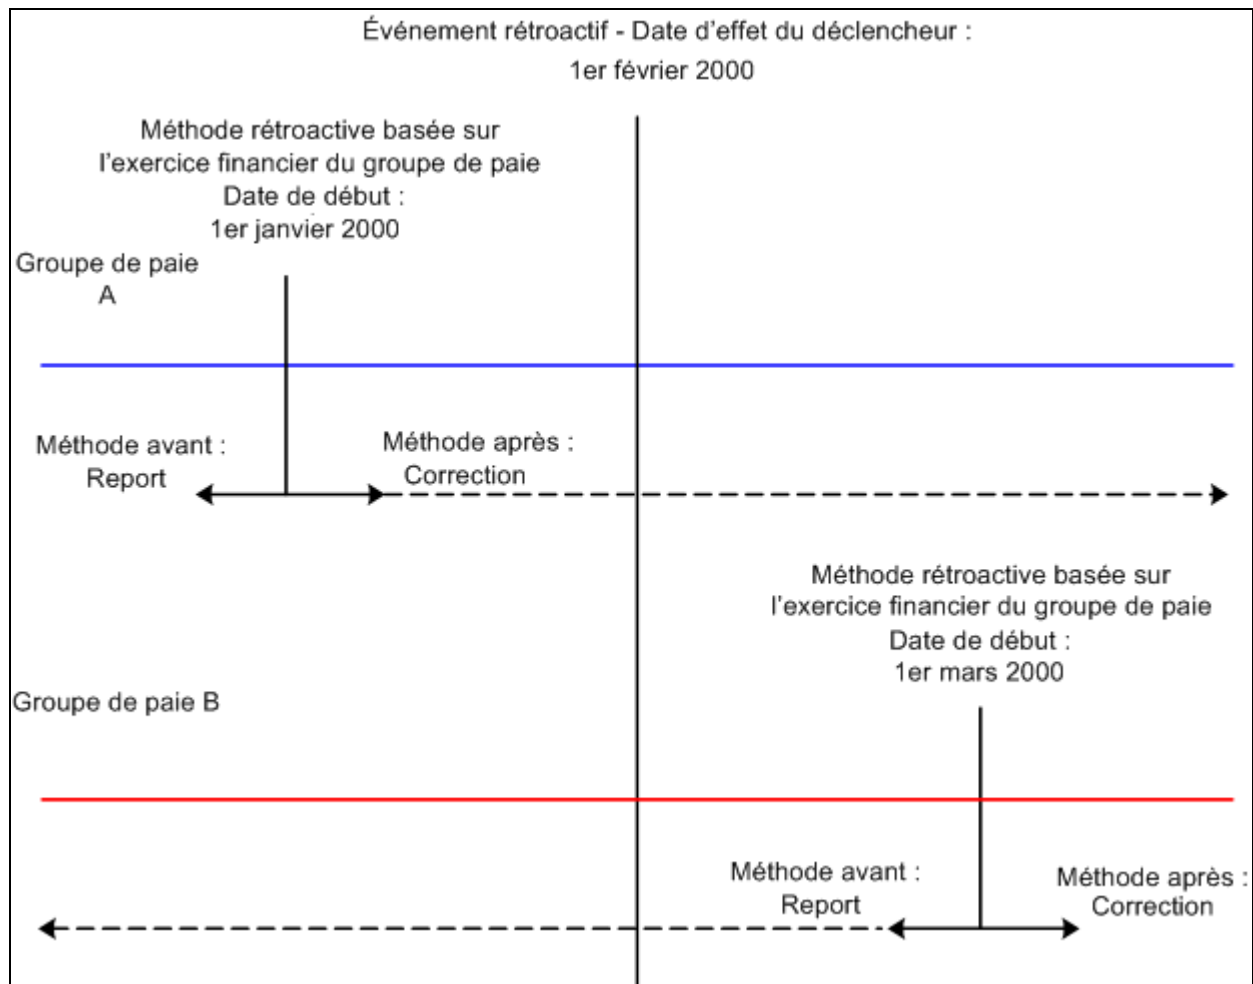 Événement rétroactif - Date d'effet du déclencheur :
1er février 2000
Méthode rétroactive basée sur
l'exercice financier du groupe de paie
Date de début :
1er janvier 2000
Groupe de paie
A
Méthode avant :
Report
Méthode après :
Correction
Méthode rétroactive basée sur
l'exercice financier du groupe de paie
Date de début :
1er mars 2000
Groupe de paie B
Méthode avant :
Report
Méthode après :
Correction